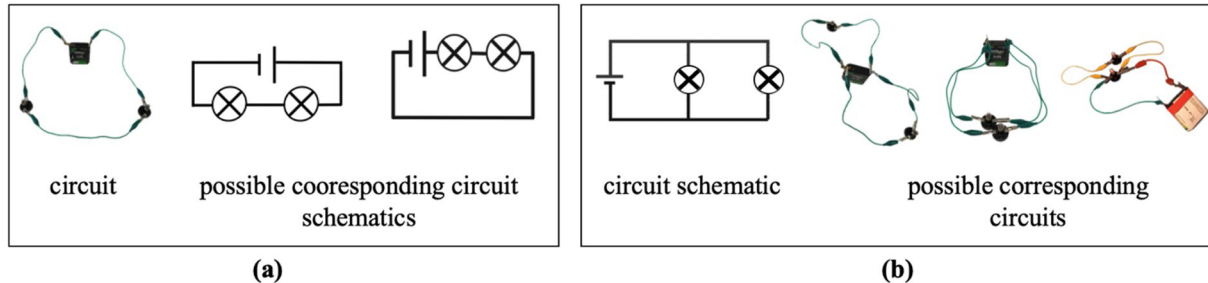 circuit
possible cooresponding circuit
schematics
circuit schematic
possible corresponding
circuits
(a)
(b)